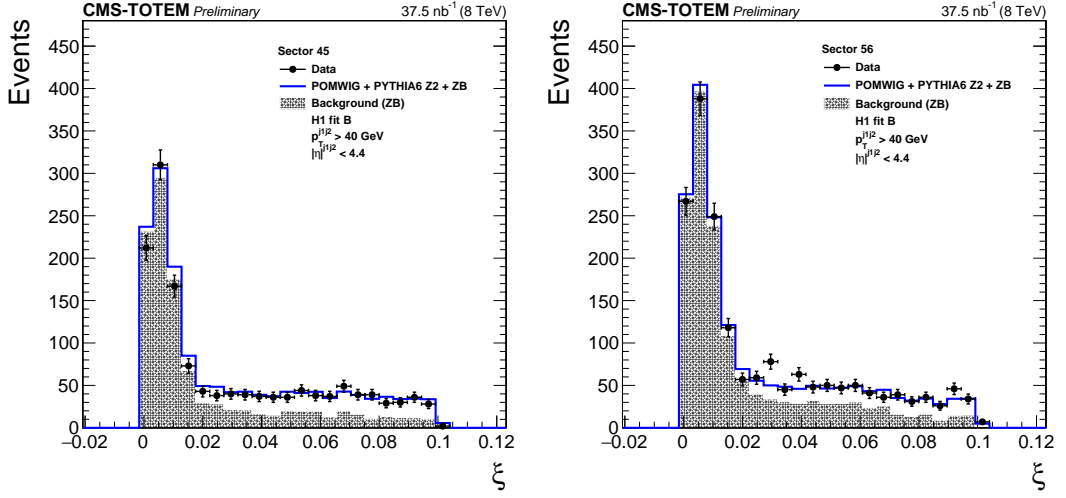 CMS-TOTEM Preliminary 37.5 nb⁻¹ (8 TeV)
Events
450
400
350
300
250
200
150
100
50
0
Sector 45
Data
POMWIG + PYTHIA6 Z2 + ZB
Background (ZB)
H1 fit B
p_T^{j1j2} > 40 GeV
|η|^{j1j2} < 4.4
−0.02 0 0.02 0.04 0.06 0.08 0.1 0.12
ξ
CMS-TOTEM Preliminary 37.5 nb⁻¹ (8 TeV)
Events
450
400
350
300
250
200
150
100
50
0
Sector 56
Data
POMWIG + PYTHIA6 Z2 + ZB
Background (ZB)
H1 fit B
p_T^{j1j2} > 40 GeV
|η|^{j1j2} < 4.4
−0.02 0 0.02 0.04 0.06 0.08 0.1 0.12
ξ